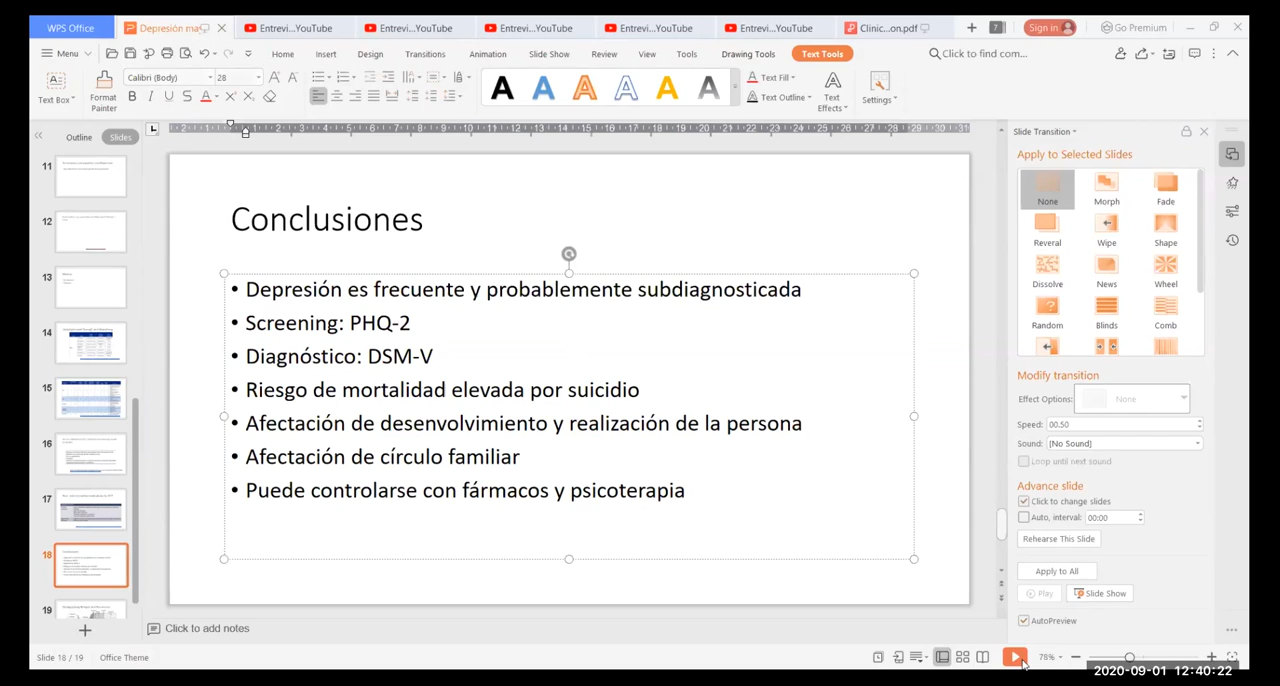 WPS Office
Depresión ma
Entrevi...YouTube
Entrevi...YouTube
Entrevi...YouTube
Entrevi...YouTube
Entrevi...YouTube
Clinic...on.pdf
7
Sign in
Go Premium
Menu
Home
Insert
Design
Transitions
Animation
Slide Show
Review
View
Tools
Drawing Tools
Text Tools
Click to find com...
Text Box
Format
Painter
Calibri (Body)
28
B I U S A
A A A A A A
Text Fill
Text Outline
Text
Effects
Settings
Outline
Slides
Slide Transition
Apply to Selected Slides
None
Morph
Fade
Reveral
Wipe
Shape
Dissolve
News
Wheel
Random
Blinds
Comb
Modify transition
Effect Options:
None
Speed:
00.50
Sound:
[No Sound]
Loop until next sound
Advance slide
Click to change slides
Auto, interval:
00:00
Rehearse This Slide
Apply to All
Play
Slide Show
AutoPreview
11
12
13
14
15
16
17
18
19
Conclusiones
• Depresión es frecuente y probablemente subdiagnosticada
• Screening: PHQ-2
• Diagnóstico: DSM-V
• Riesgo de mortalidad elevada por suicidio
• Afectación de desenvolvimiento y realización de la persona
• Afectación de círculo familiar
• Puede controlarse con fármacos y psicoterapia
Click to add notes
Slide 18 / 19
Office Theme
78%
2020-09-01 12:40:22